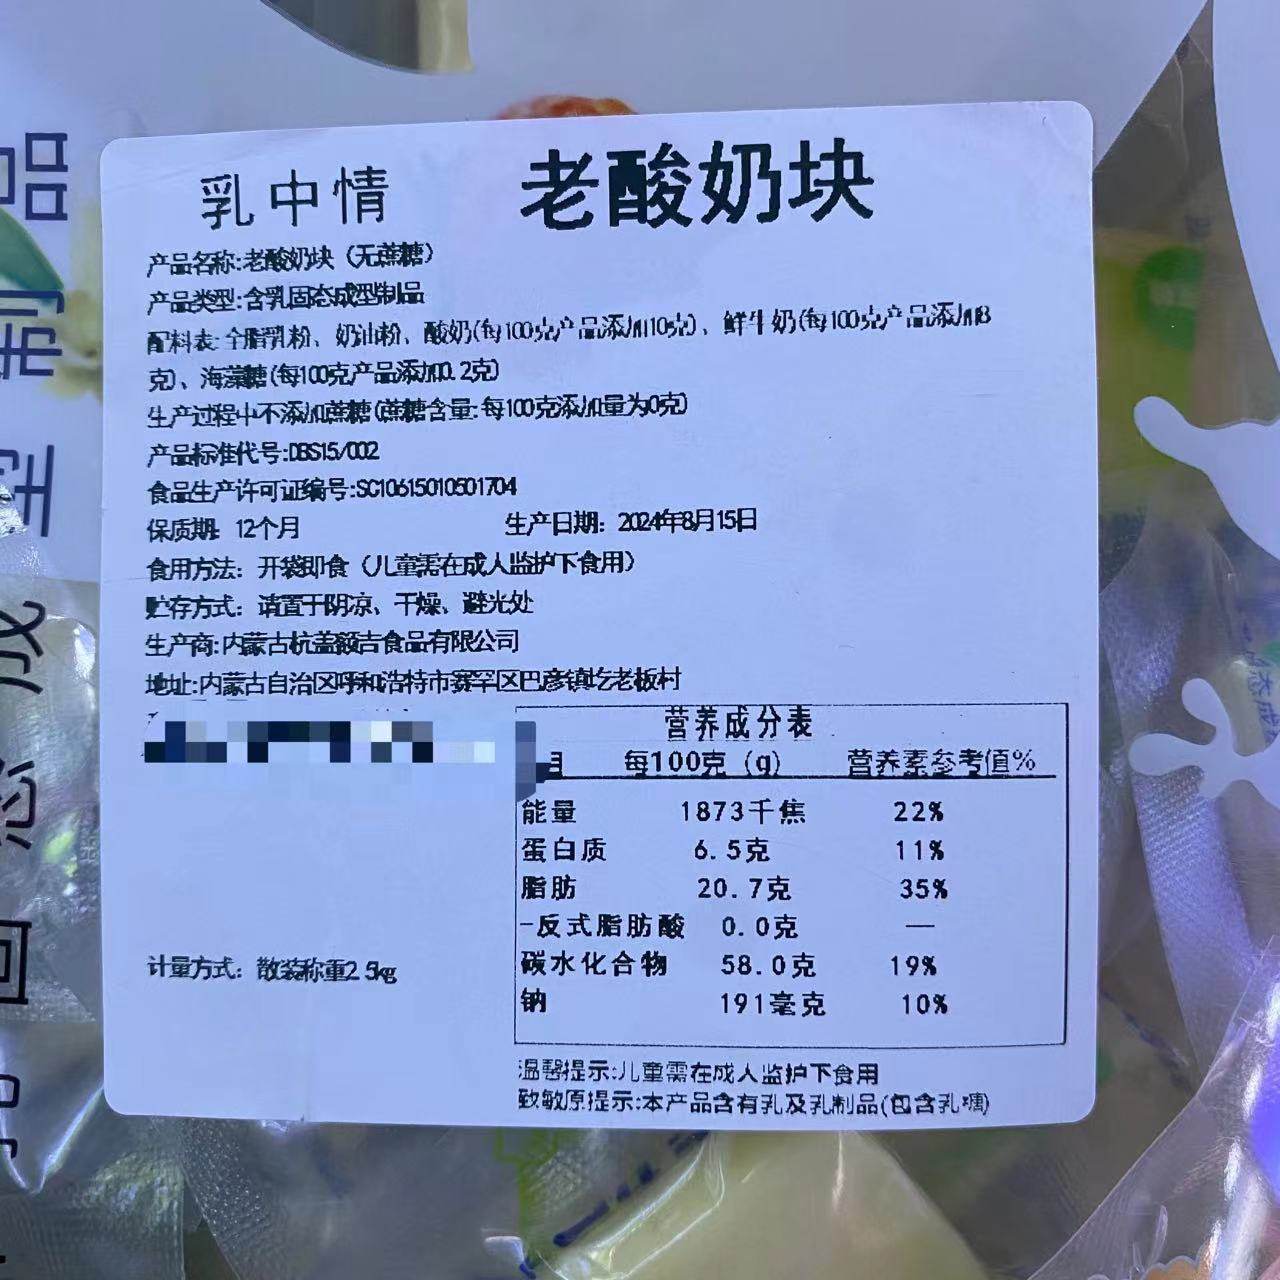 乳中情
老酸奶块
产品名称:老酸奶块（无蔗糖）
产品类型:含乳固态成型制品
配料表:全脂乳粉、奶油粉、酸奶(每100克产品添加10克)、鲜牛奶(每100克产品添加8
克)、海藻糖(每100克产品添加0.2克)
生产过程中不添加蔗糖(蔗糖含量:每100克添加量为0克)
产品标准代号:DBS15/002
食品生产许可证编号:SC10615010501704
保质期: 12个月 生产日期: 2024年8月15日
食用方法: 开袋即食（儿童需在成人监护下食用）
贮存方式: 请置于阴凉、干燥、避光处
生产商:内蒙古杭盖额吉食品有限公司
地址:内蒙古自治区呼和浩特市赛罕区巴彦镇圪老板村
计量方式: 散装称重2.5kg
营养成分表
目 每100克（g） 营养素参考值%
能量 1873千焦 22%
蛋白质 6.5克 11%
脂肪 20.7克 35%
-反式脂肪酸 0.0克 —
碳水化合物 58.0克 19%
钠 191毫克 10%
温馨提示:儿童需在成人监护下食用
致敏原提示:本产品含有乳及乳制品(包含乳糖)
固态成型制品